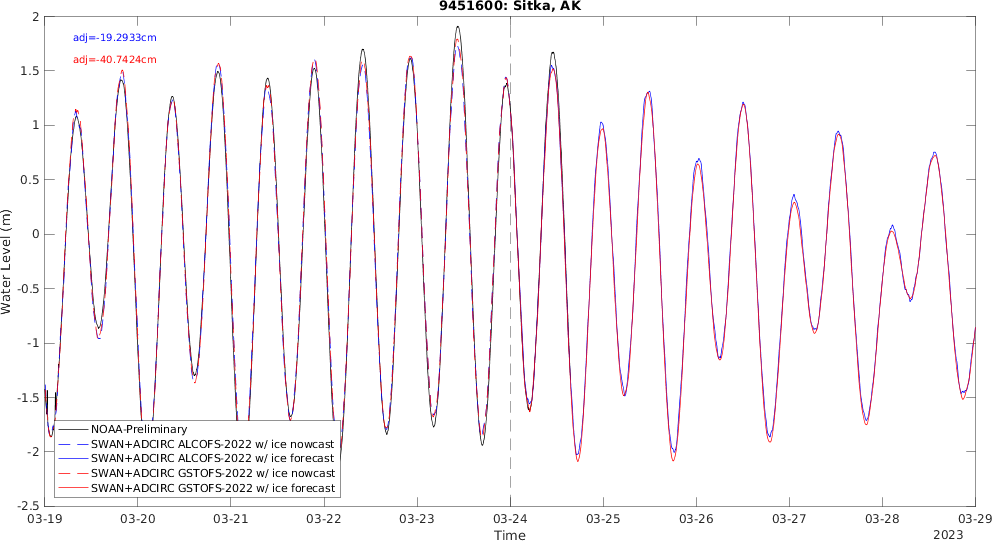 9451600: Sitka, AK
adj=-19.2933cm
adj=-40.7424cm
2
1.5
1
0.5
0
-0.5
-1
-1.5
-2
-2.5
Water Level (m)
NOAA-Preliminary
SWAN+ADCIRC ALCOFS-2022 w/ ice nowcast
SWAN+ADCIRC ALCOFS-2022 w/ ice forecast
SWAN+ADCIRC GSTOFS-2022 w/ ice nowcast
SWAN+ADCIRC GSTOFS-2022 w/ ice forecast
03-19 03-20 03-21 03-22 03-23 03-24 03-25 03-26 03-27 03-28 03-29
Time
2023